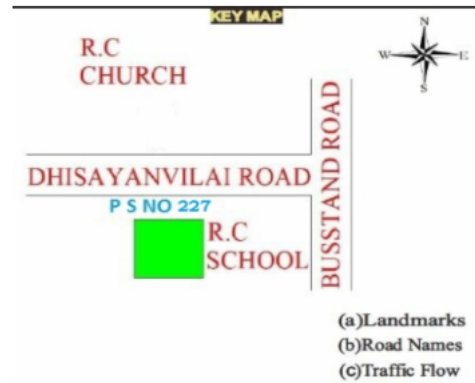 KEY MAP
N
W E
S
R.C
CHURCH
DHISAYANVILAI ROAD
BUSSTAND ROAD
P S NO 227
R.C
SCHOOL
(a)Landmarks
(b)Road Names
(c)Traffic Flow